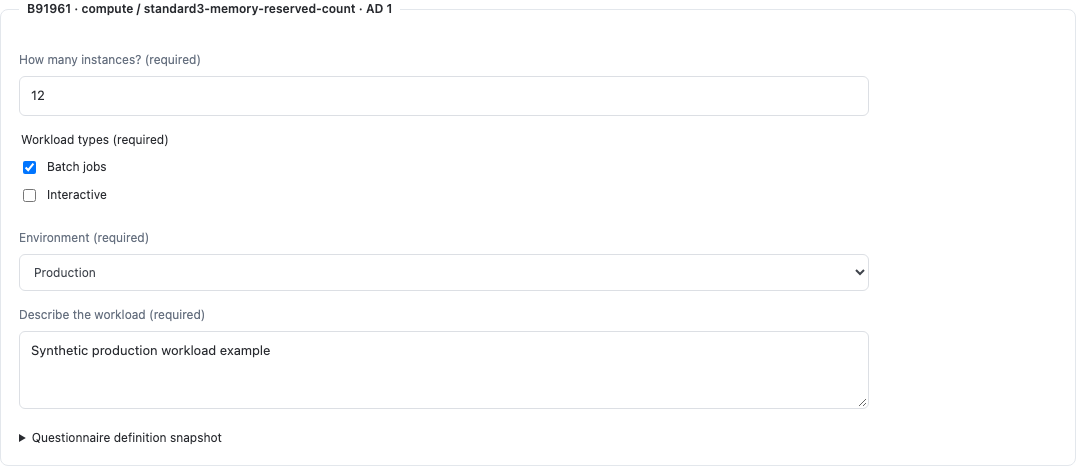 B91961 · compute / standard3-memory-reserved-count · AD 1
How many instances? (required)
12
Workload types (required)
Batch jobs
Interactive
Environment (required)
Production
Describe the workload (required)
Synthetic production workload example
Questionnaire definition snapshot